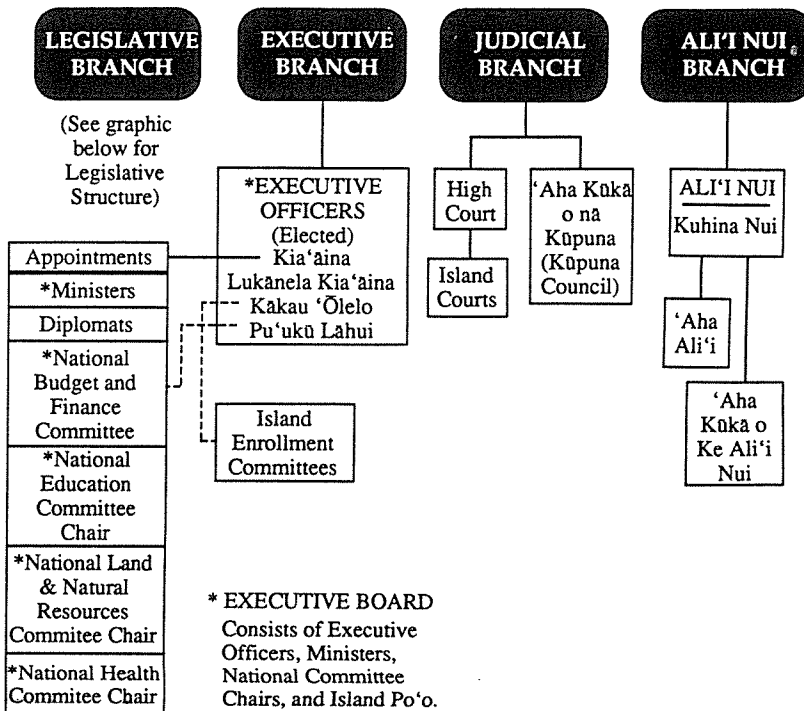 LEGISLATIVE
BRANCH
(See graphic
below for
Legislative
Structure)
Appointments
*Ministers
Diplomats
*National
Budget and
Finance
Committee
*National
Education
Committee
Chair
*National Land
& Natural
Resources
Commitee Chair
*National Health
Commitee Chair
EXECUTIVE
BRANCH
*EXECUTIVE
OFFICERS
(Elected)
Kia‘āina
Lukānela Kia‘āina
Kākau ‘Ōlelo
Pu‘ukū Lāhui
Island
Enrollment
Committees
* EXECUTIVE BOARD
Consists of Executive
Officers, Ministers,
National Committee
Chairs, and Island Po‘o.
JUDICIAL
BRANCH
High
Court
Island
Courts
‘Aha Kūkā
o nā
Kūpuna
(Kūpuna
Council)
ALI‘I NUI
BRANCH
ALI‘I NUI
Kuhina Nui
‘Aha
Ali‘i
‘Aha
Kūkā o
Ke Ali‘i
Nui